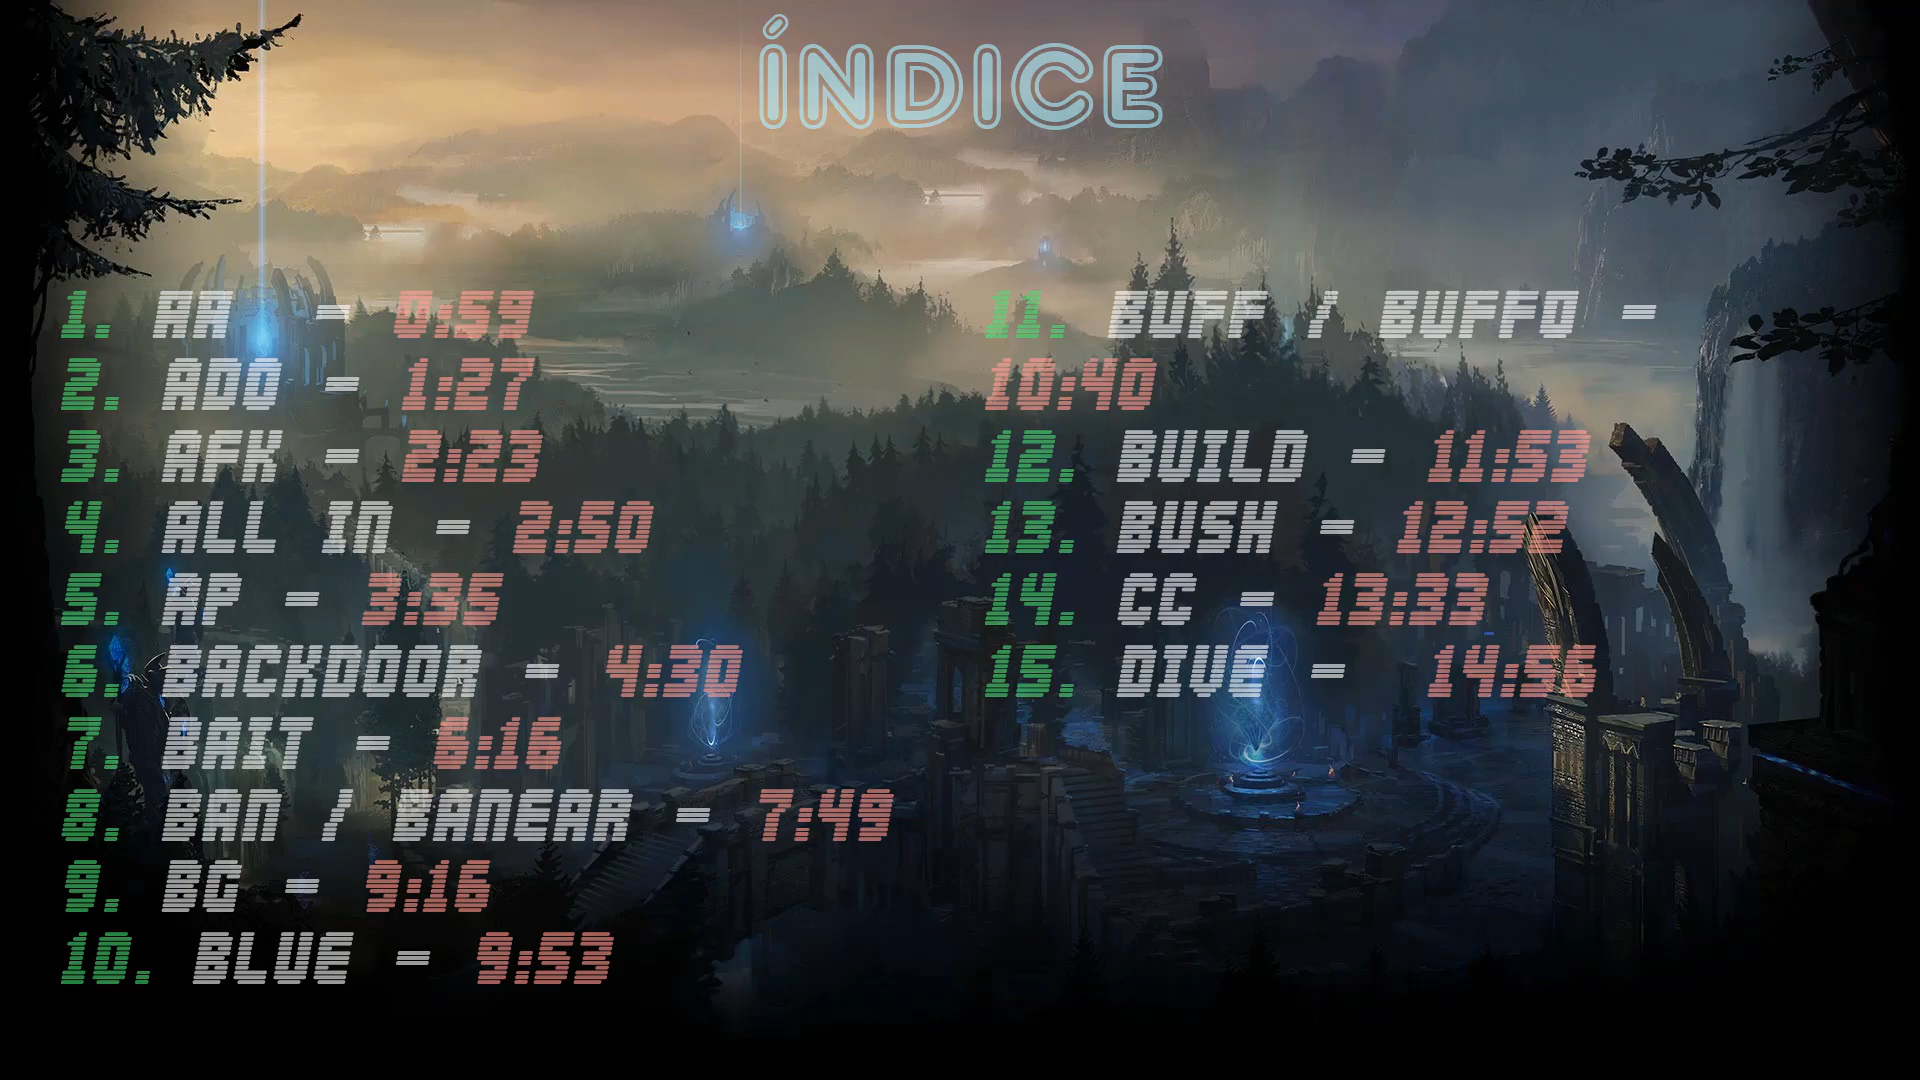 ÍNDICE
1. AA - 0:59
2. ADO - 1:27
3. AFK - 2:23
4. ALL IN - 2:50
5. AP - 3:35
6. BACKDOOR - 4:30
7. BAIT - 6:16
8. BAN / BANEAR - 7:49
9. BG - 9:16
10. BLUE - 9:53
11. BUFF / BUFFO -
10:40
12. BUILD - 11:53
13. BUSH - 12:52
14. CC - 13:33
15. DIVE - 14:56